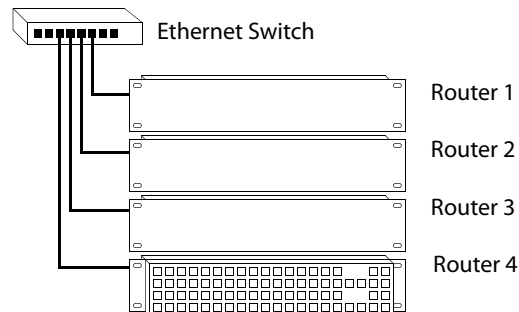 Ethernet Switch
Router 1
Router 2
Router 3
Router 4